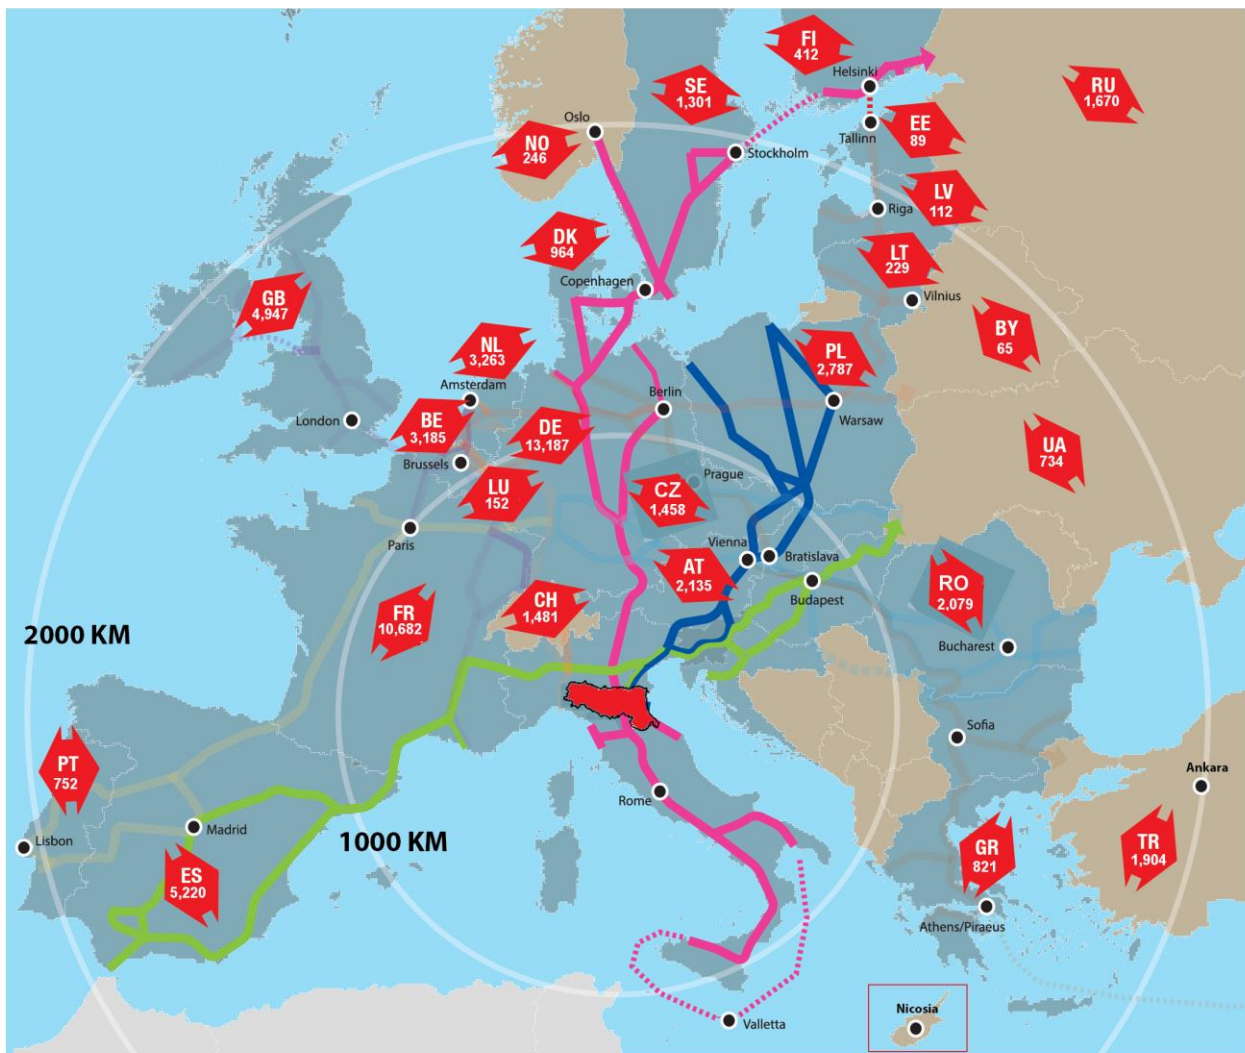 FI
412
Helsinki
SE
1,301
RU
1,670
Oslo
EE
89
Tallinn
NO
246
Stockholm
LV
112
Riga
DK
964
LT
229
Copenhagen
Vilnius
GB
4,947
BY
65
NL
3,263
PL
2,787
Amsterdam
Berlin
Warsaw
London
BE
3,185
DE
13,187
UA
734
Brussels
Prague
LU
152
CZ
1,458
Paris
Vienna
Bratislava
AT
2,135
Budapest
RO
2,079
CH
1,481
FR
10,682
2000 KM
Bucharest
Sofia
PT
752
Ankara
Rome
Madrid
Lisbon
1000 KM
TR
1,904
GR
821
ES
5,220
Athens/Piraeus
Nicosia
Valletta